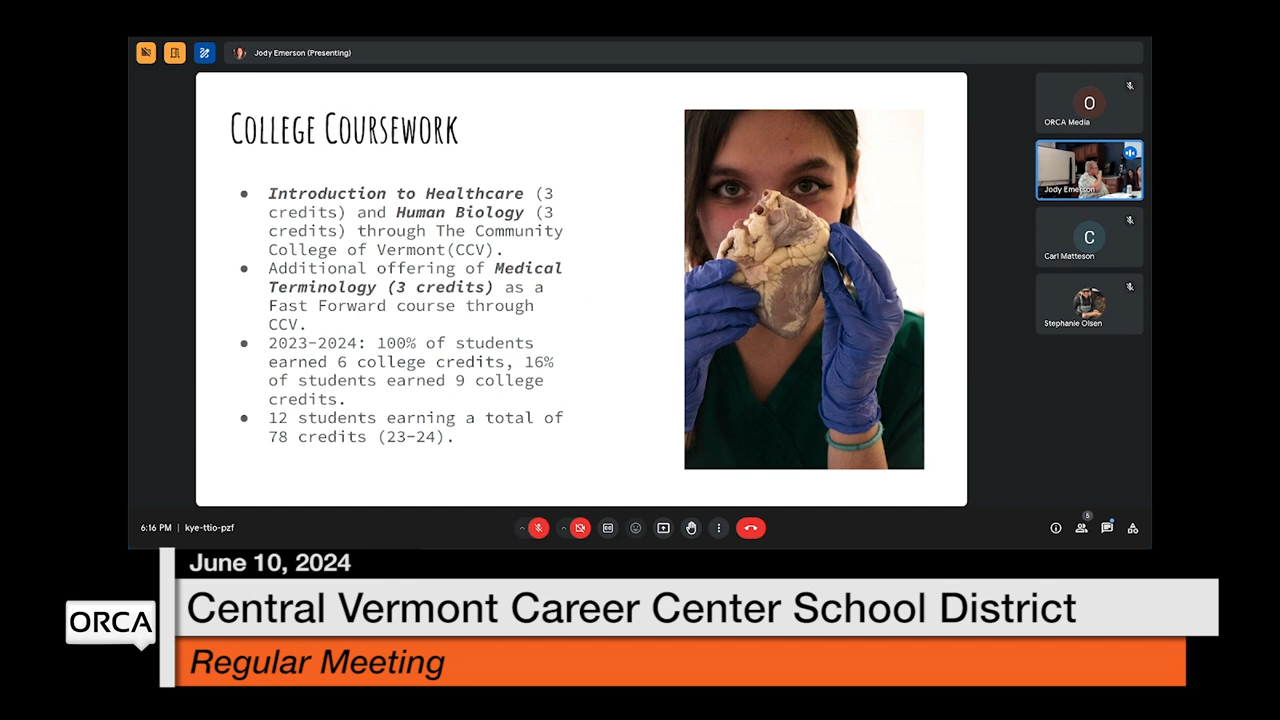 Jody Emerson (Presenting)
COLLEGE COURSEWORK
● Introduction to Healthcare (3
credits) and Human Biology (3
credits) through The Community
College of Vermont(CCV).
● Additional offering of Medical
Terminology (3 credits) as a
Fast Forward course through
CCV.
● 2023-2024: 100% of students
earned 6 college credits, 16%
of students earned 9 college
credits.
● 12 students earning a total of
78 credits (23-24).
O
ORCA Media
Jody Emerson
C
Carl Matteson
Stephanie Olsen
6:16 PM | kye-ttio-pzf
5
June 10, 2024
Central Vermont Career Center School District
ORCA
Regular Meeting